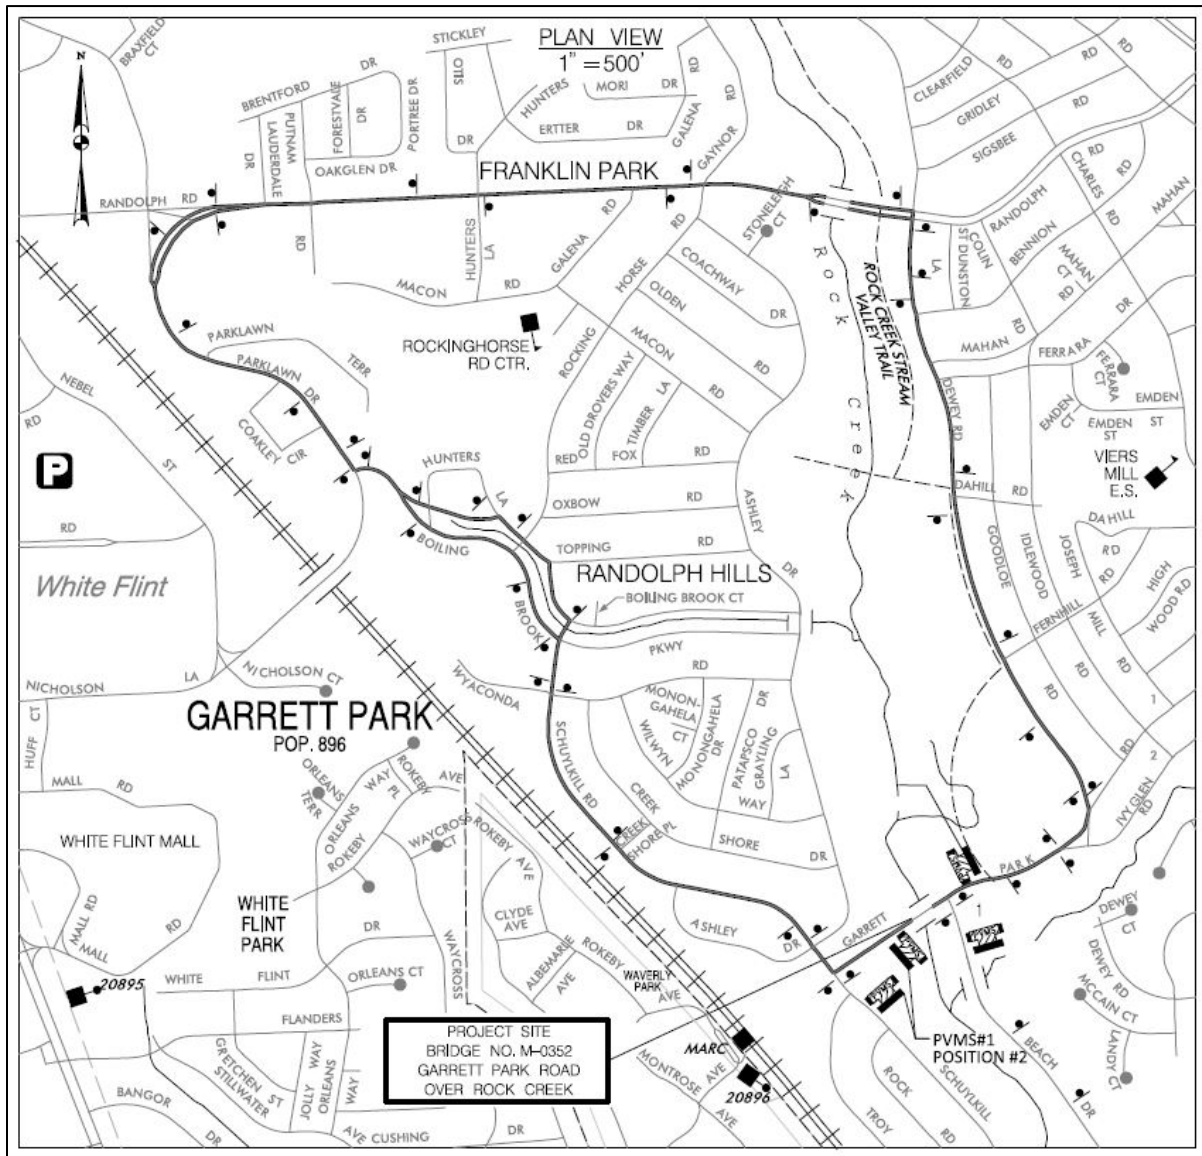 BRAXFIELD
CT
N
STICKLEY
PLAN VIEW
1" =500'
BRENTFORD DR
PUTNAM
LAUDERDALE
DR
FORESTVALE
DR
PORTREE DR
OTIS
DR
HUNTERS
MORI DR
ERTTER DR
GALENA
RD
GAYNOR
RD
CLEARFIELD RD
GRIDLEY RD
SIGSBEE RD
OAKGLEN DR
FRANKLIN PARK
RANDOLPH RD
RD
HUNTERS
LA
GALENA RD
HORSE RD
STONELEIGH
CT
COACHWAY DR
OLDEN
RANDOLPH RD
CHARLES RD
BENNION
MAHAN
COLIN
ST DUNSTON
LA
MAHAN
CT
RD
DR
Rock Creek
ROCK CREEK STREAM
VALLEY TRAIL
MACON RD
ROCKINGHORSE
RD CTR.
PARKLAWN
PARKLAWN DR
TERR
ROCKING
OLD DROVERS WAY
MACON RD
TIMBER LA
RED FOX RD
MAHAN RD
FERRARA
FERRARA
CT
DEWEY RD
EMDEN
CT
EMDEN
ST
EMDEN
ST
VIERS
MILL
E.S.
NEBEL
ST
RD
P
COAKLEY CIR
HUNTERS
LA
OXBOW RD
ASHLEY
DR
DAHILL RD
DAHILL
RD
BOILING
BROOK
PKWY
TOPPING RD
RANDOLPH HILLS
BOILING BROOK CT
GOODLOE
RD
IDLEWOOD
RD
JOSEPH
MILL
RD
HIGH
WOOD RD
FERNHILL
RD
White Flint
NICHOLSON LA
NICHOLSON CT
GARRETT PARK
POP. 896
WYACONDA RD
SCHUYLKILL RD
MONON-
GAHELA
CT
WILWYN
MONONGAHELA
DR
PATAPSCO
DR
GRAYLING
LA
WAY
CREEK
SHORE DR
CREEK
SHORE PL
1
2
IVY GLEN
RD
HUFF CT
MALL RD
WHITE FLINT MALL
MALL RD
MALL RD
ORLEANS
TERR
ORLEANS
WAY
ROKEBY
PL
ROKEBY
AVE
WAYCROSS
CT
ROKEBY
AVE
WHITE
FLINT
PARK
CLYDE
AVE
ALBEMARLE
AVE
ROKEBY
AVE
WAVERLY
PARK
WAYCROSS
ASHLEY
DR
GARRETT PARK
DEWEY
CT
DEWEY RD
MCCAIN CT
LANDY CT
20895
WHITE FLINT DR
ORLEANS CT
FLANDERS
GRETCHEN ST
STILLWATER
JOLLY WAY
ORLEANS
WAY
BANGOR
DR
AVE CUSHING DR
PROJECT SITE
BRIDGE NO. M-0352
GARRETT PARK ROAD
OVER ROCK CREEK
MARC
20896
MONTROSE AVE
AVE
PVMS#1
POSITION #2
ROCK
TROY
RD
SCHUYLKILL
BEACH
DR